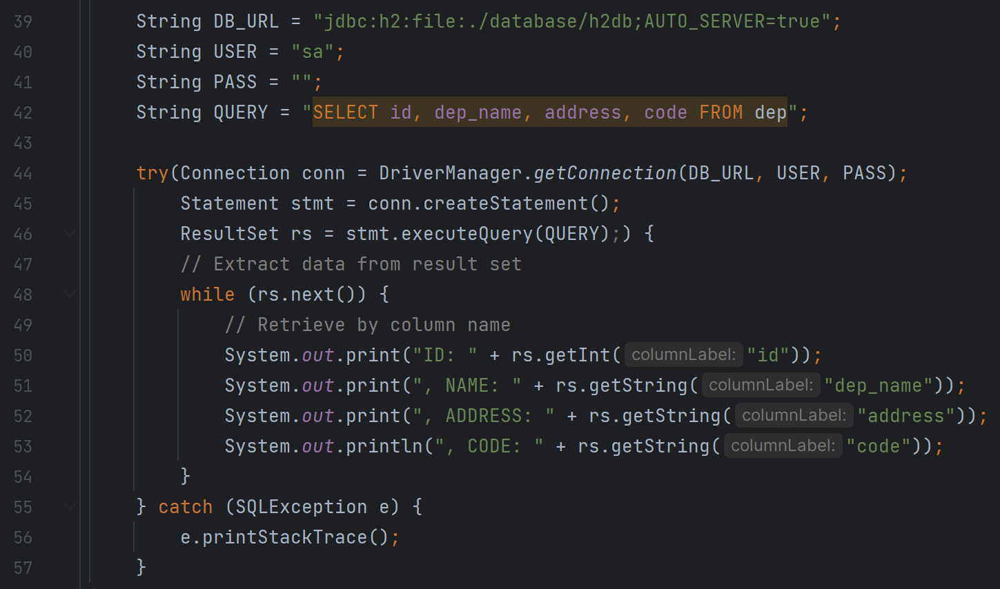 39 String DB_URL = "jdbc:h2:file:./database/h2db;AUTO_SERVER=true";
40 String USER = "sa";
41 String PASS = "";
42 String QUERY = "SELECT id, dep_name, address, code FROM dep";
43
44 try(Connection conn = DriverManager.getConnection(DB_URL, USER, PASS);
45 Statement stmt = conn.createStatement();
46 ResultSet rs = stmt.executeQuery(QUERY);) {
47 // Extract data from result set
48 while (rs.next()) {
49 // Retrieve by column name
50 System.out.print("ID: " + rs.getInt( columnLabel: "id"));
51 System.out.print(", NAME: " + rs.getString( columnLabel: "dep_name"));
52 System.out.print(", ADDRESS: " + rs.getString( columnLabel: "address"));
53 System.out.println(", CODE: " + rs.getString( columnLabel: "code"));
54 }
55 } catch (SQLException e) {
56 e.printStackTrace();
57 }